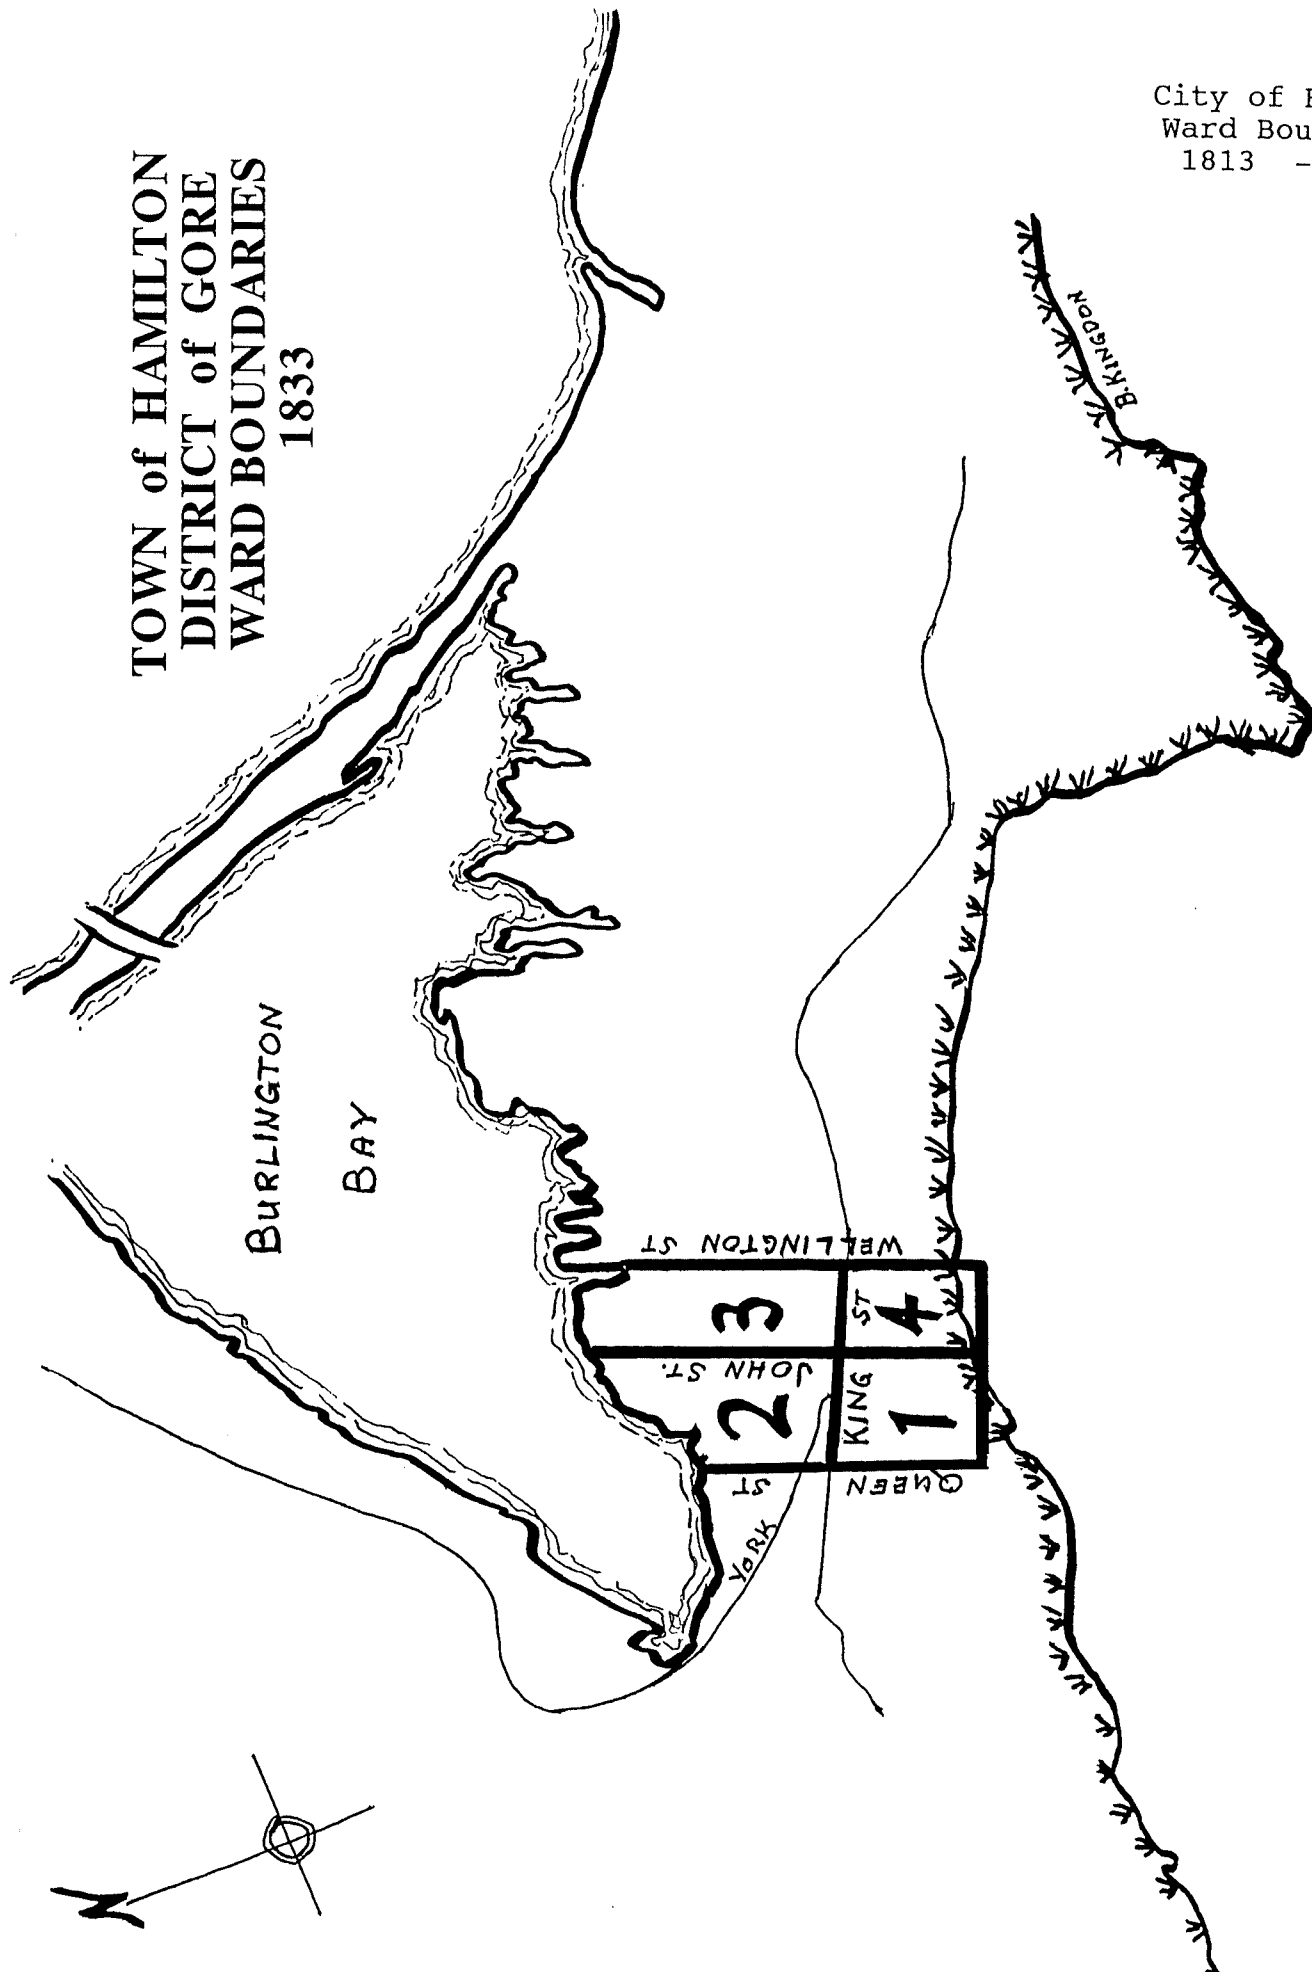 City of
Ward
1813 –
TOWN of HAMILTON
DISTRICT of GORE
WARD BOUNDARIES
1833
B. KINGDON
BURLINGTON
BAY
WELLINGTON ST
3
ST
4
JOHN ST.
2
KING
1
QUEEN ST
YORK
N